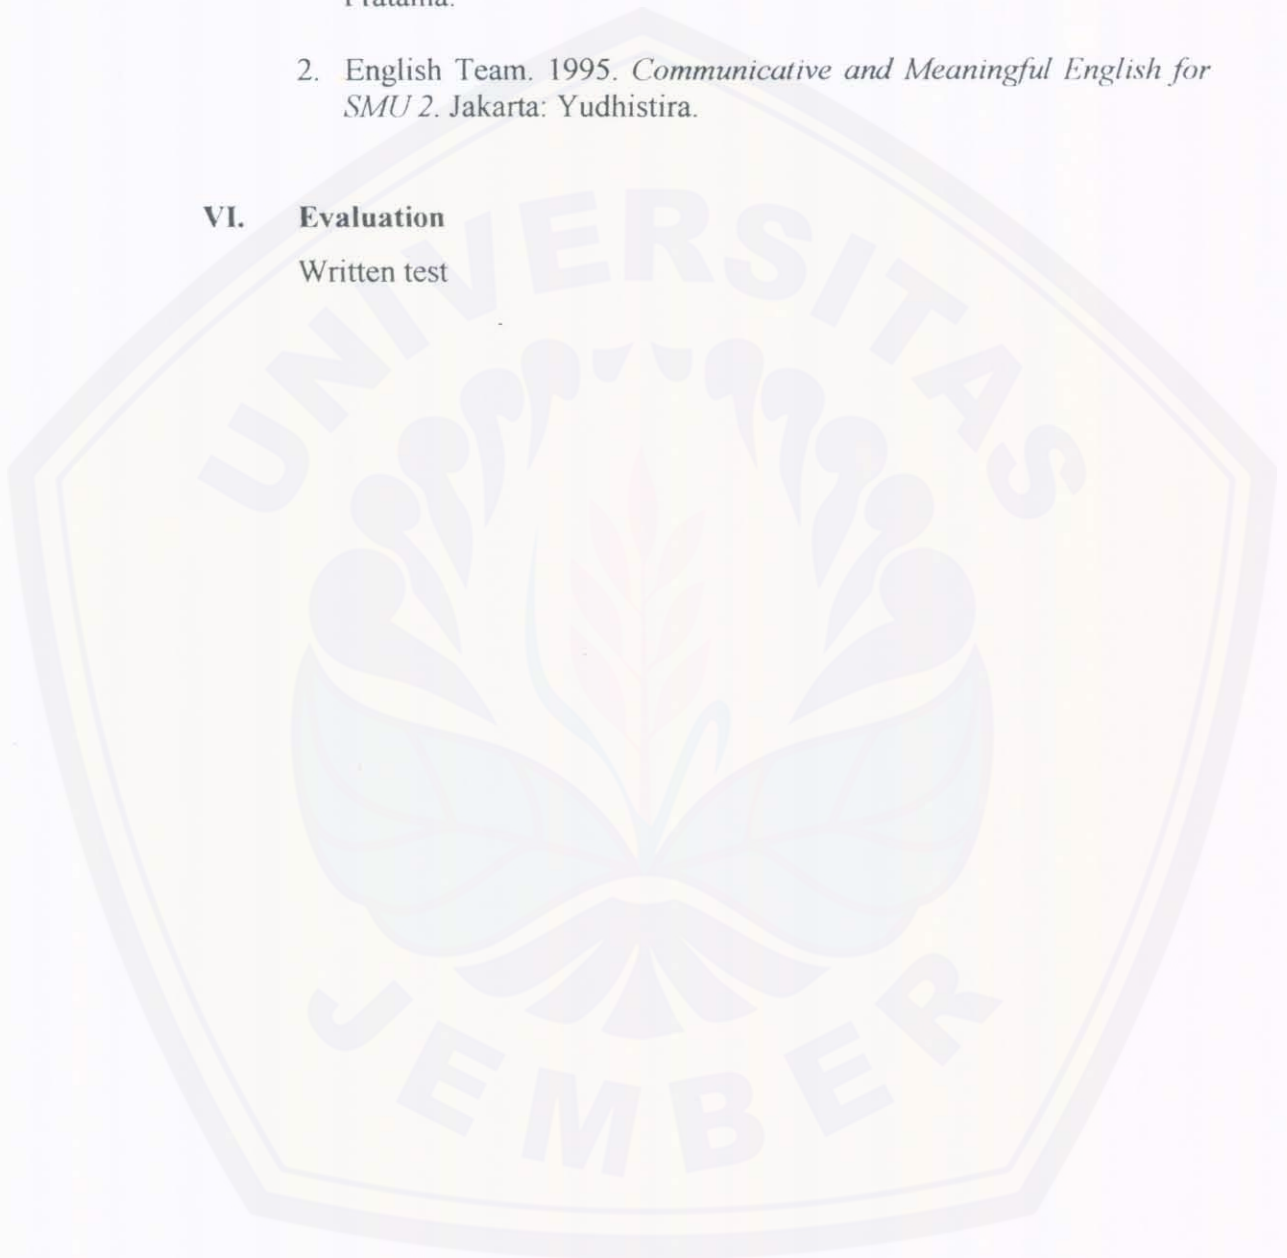 Pratama.
2. English Team. 1995. Communicative and Meaningful English for
SMU 2. Jakarta: Yudhistira.
VI. Evaluation
Written test
UNIVERSITAS
JEMBER